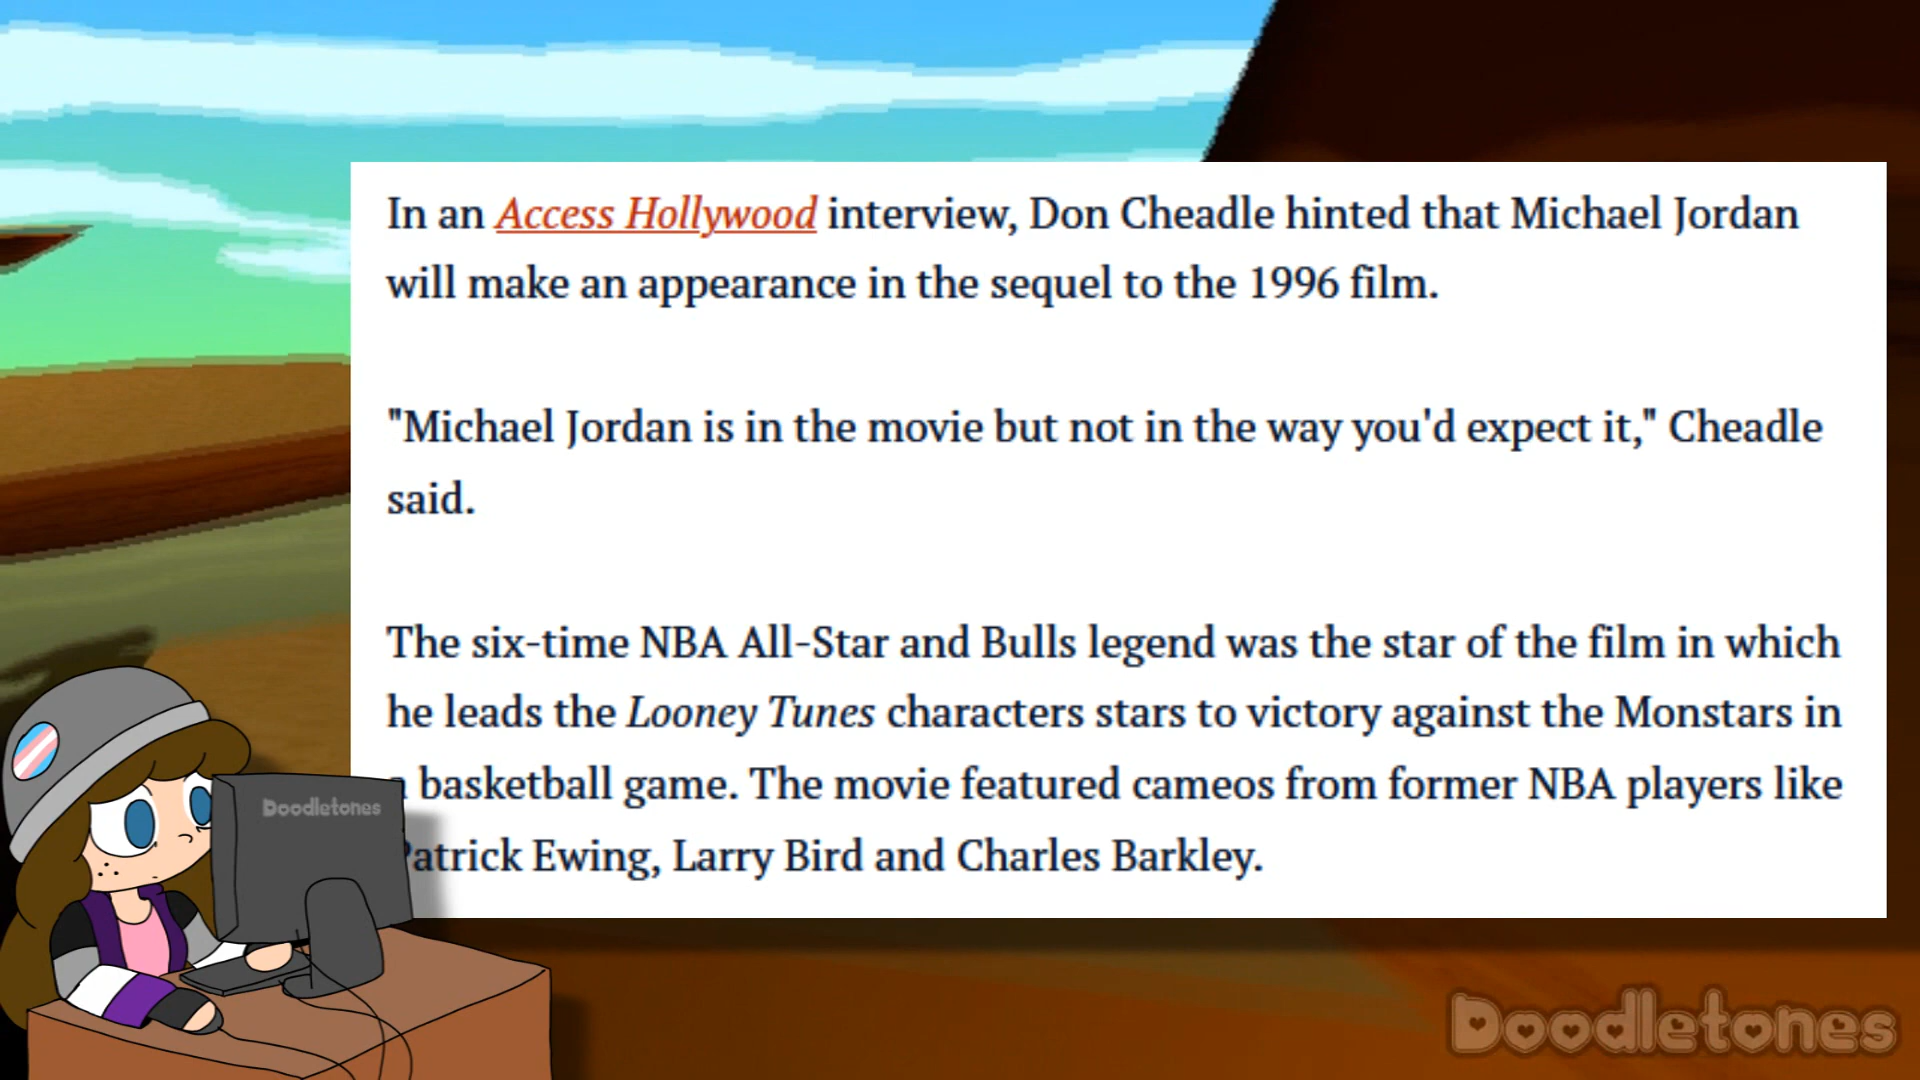 In an Access Hollywood interview, Don Cheadle hinted that Michael Jordan
will make an appearance in the sequel to the 1996 film.
"Michael Jordan is in the movie but not in the way you'd expect it," Cheadle
said.
The six-time NBA All-Star and Bulls legend was the star of the film in which
he leads the Looney Tunes characters stars to victory against the Monstars in
a basketball game. The movie featured cameos from former NBA players like
Patrick Ewing, Larry Bird and Charles Barkley.
Doodletones
Doodletones